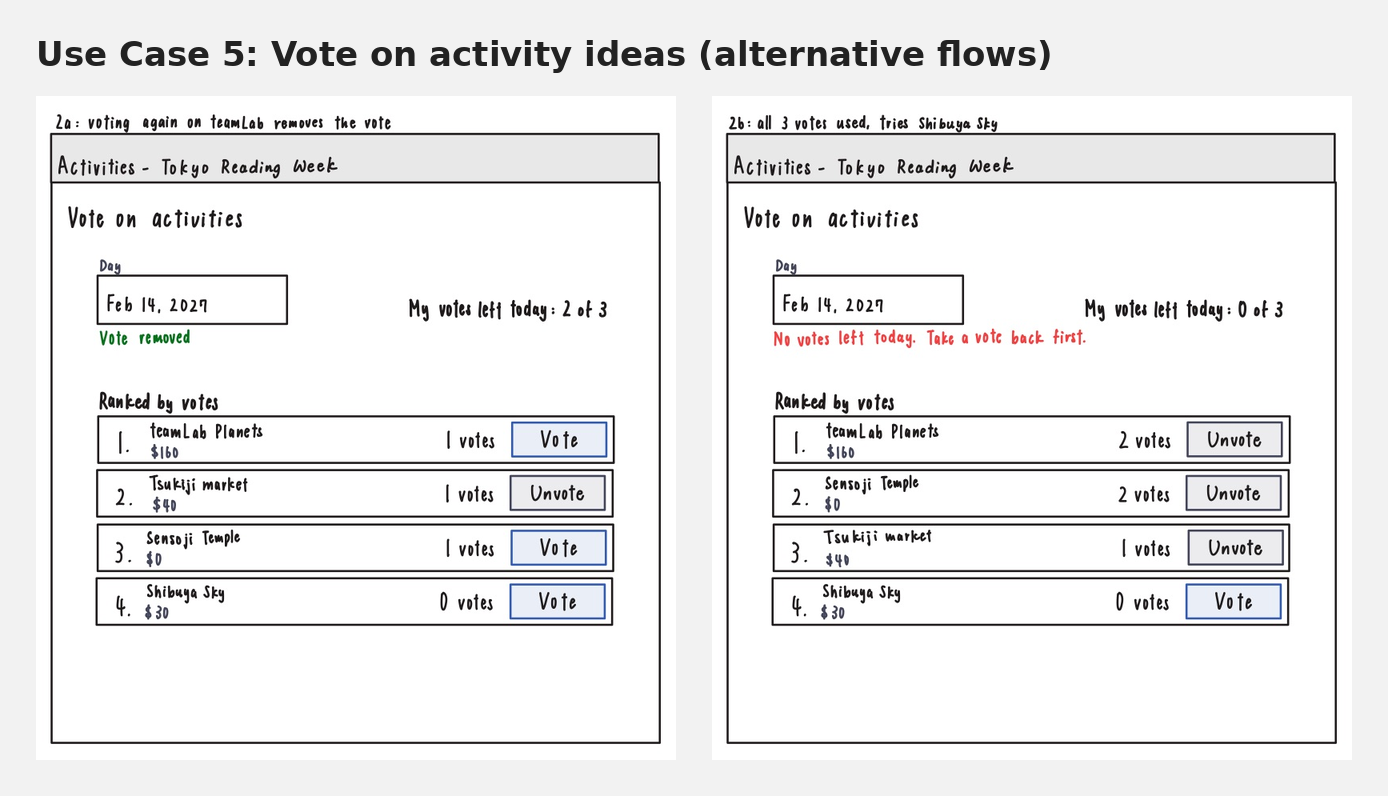 Use Case 5: Vote on activity ideas (alternative flows)
2a: voting again on teamLab removes the vote
Activities - Tokyo Reading Week
Vote on activities
Day
Feb 14, 2027
My votes left today: 2 of 3
Vote removed
Ranked by votes
1. teamLab Planets 1 votes Vote
$160
2. Tsukiji market 1 votes Unvote
$40
3. Sensoji Temple 1 votes Vote
$0
4. Shibuya Sky 0 votes Vote
$30
2b: all 3 votes used, tries Shibuya Sky
Activities - Tokyo Reading Week
Vote on activities
Day
Feb 14, 2027
My votes left today: 0 of 3
No votes left today. Take a vote back first.
Ranked by votes
1. teamLab Planets 2 votes Unvote
$160
2. Sensoji Temple 2 votes Unvote
$0
3. Tsukiji market 1 votes Unvote
$40
4. Shibuya Sky 0 votes Vote
$30